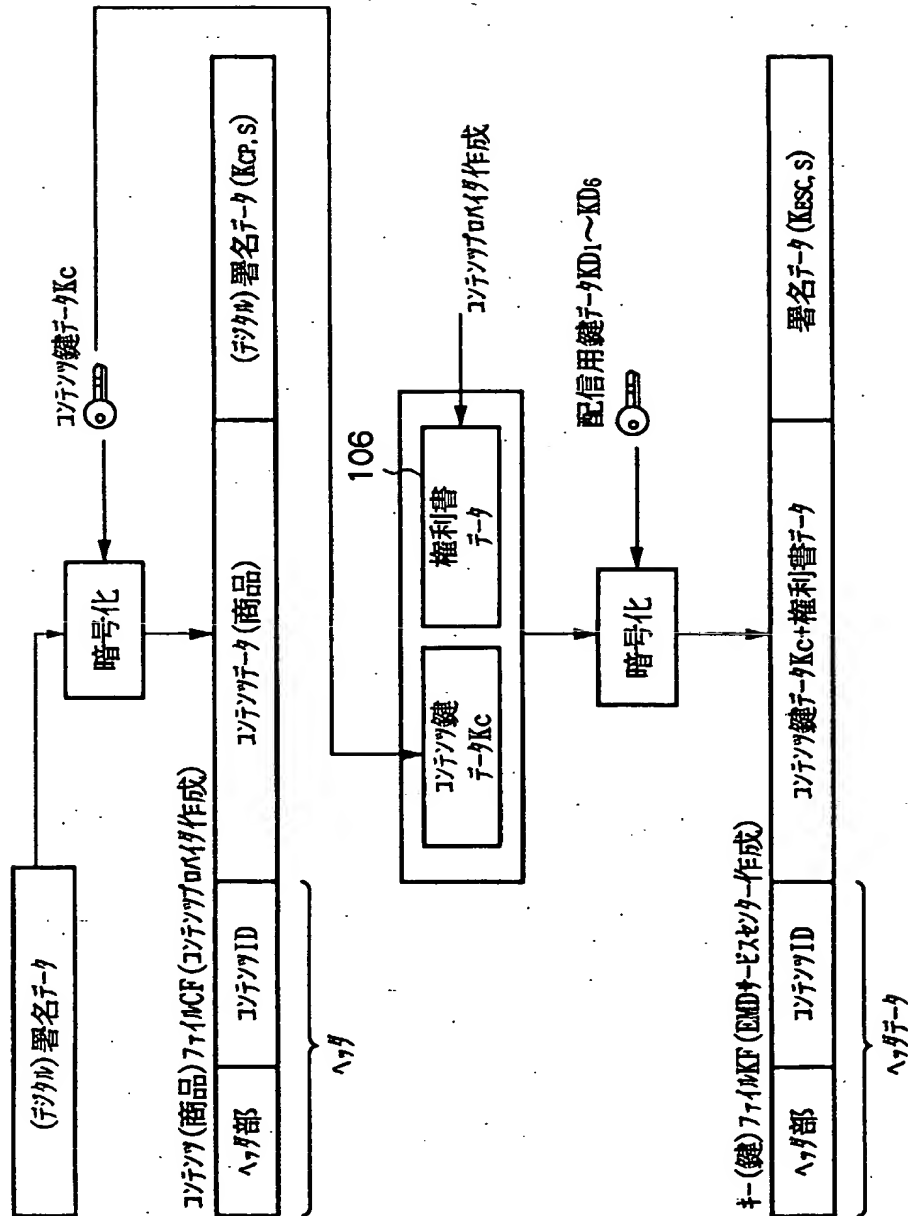 (デジタル)署名データ
暗号化
コンテンツ鍵データKc
コンテンツ(商品)ファイルCF(コンテンツプロバイダ作成)
ヘッダ部
コンテンツID
コンテンツデータ(商品)
(デジタル)署名データ(KCP,S)
ヘッダ
コンテンツ鍵
データKc
権利書
データ
106
コンテンツプロバイダ作成
暗号化
配信用鍵データKD1～KD6
キー(鍵)ファイルKF(EMDサービスセンター作成)
ヘッダ部
コンテンツID
コンテンツ鍵データKc+権利書データ
署名データ(KESC,S)
ヘッダデータ